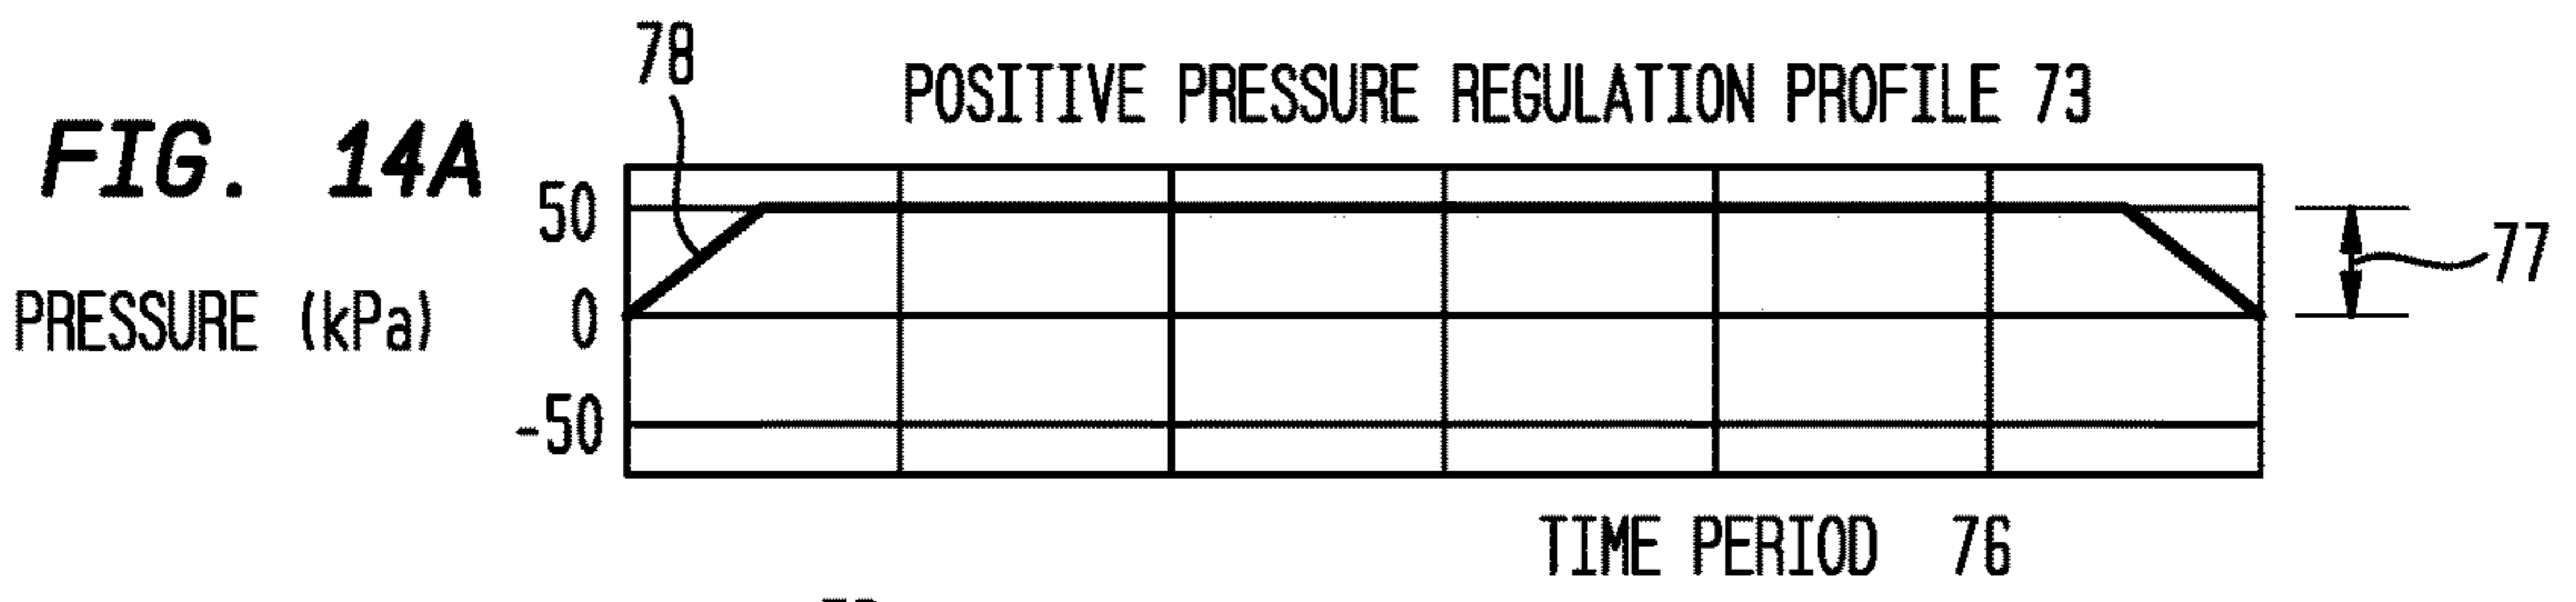 78
POSITIVE PRESSURE REGULATION PROFILE 73
FIG. 14A
50
PRESSURE (kPa)
0
-50
77
TIME PERIOD 76